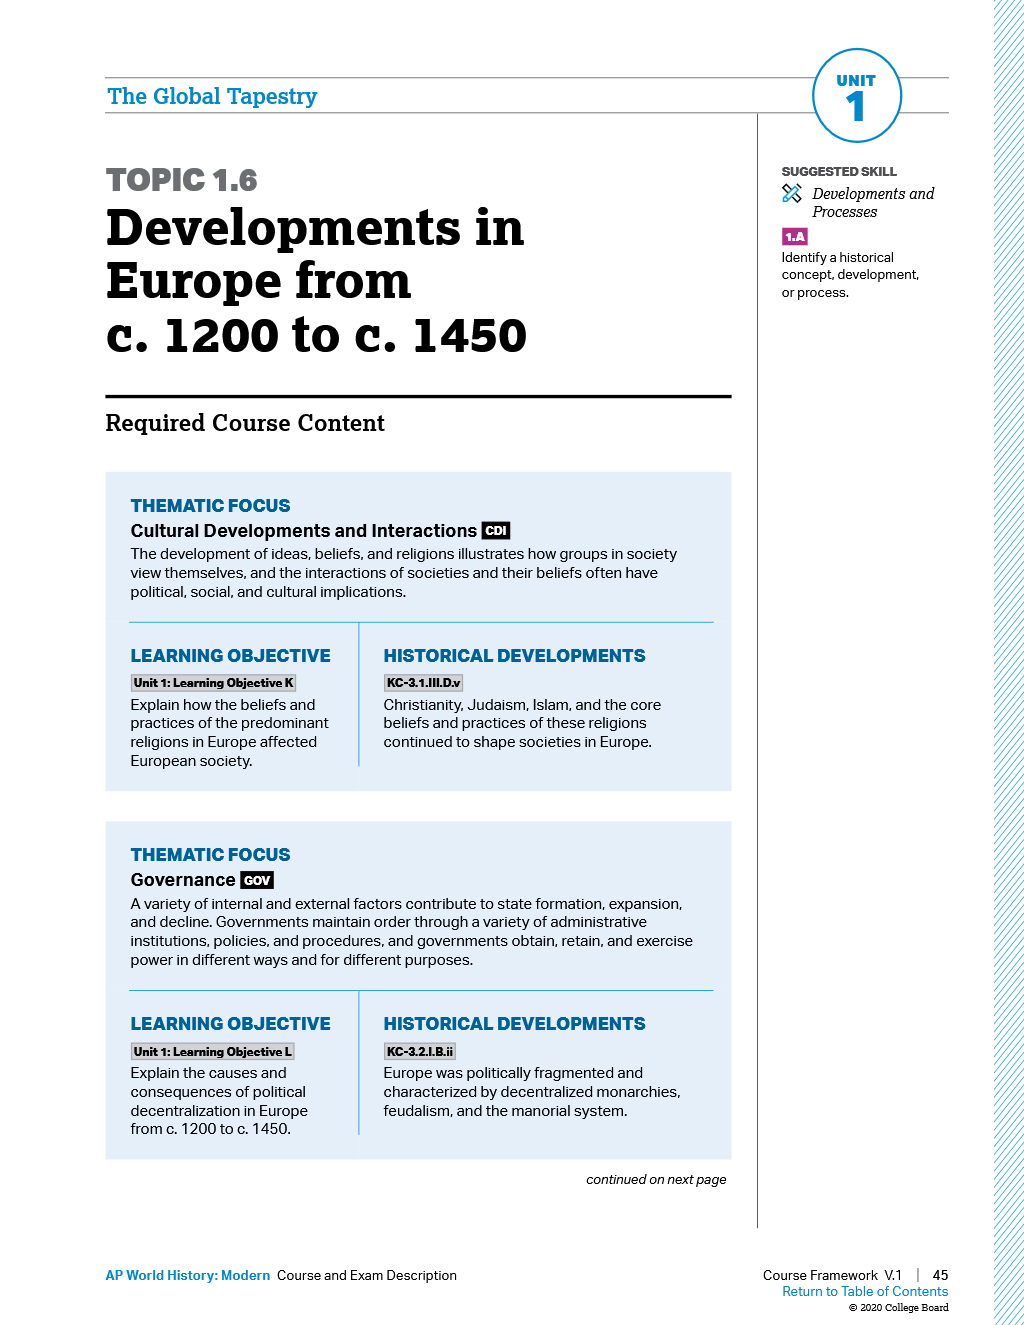 The Global Tapestry
UNIT
1
TOPIC 1.6
Developments in
Europe from
c. 1200 to c. 1450
SUGGESTED SKILL
Developments and
Processes
1.A
Identify a historical
concept, development,
or process.
Required Course Content
THEMATIC FOCUS
Cultural Developments and Interactions CDI
The development of ideas, beliefs, and religions illustrates how groups in society
view themselves, and the interactions of societies and their beliefs often have
political, social, and cultural implications.
LEARNING OBJECTIVE
Unit 1: Learning Objective K
Explain how the beliefs and
practices of the predominant
religions in Europe affected
European society.
HISTORICAL DEVELOPMENTS
KC-3.1.III.D.v
Christianity, Judaism, Islam, and the core
beliefs and practices of these religions
continued to shape societies in Europe.
THEMATIC FOCUS
Governance GOV
A variety of internal and external factors contribute to state formation, expansion,
and decline. Governments maintain order through a variety of administrative
institutions, policies, and procedures, and governments obtain, retain, and exercise
power in different ways and for different purposes.
LEARNING OBJECTIVE
Unit 1: Learning Objective L
Explain the causes and
consequences of political
decentralization in Europe
from c. 1200 to c. 1450.
HISTORICAL DEVELOPMENTS
KC-3.2.I.B.ii
Europe was politically fragmented and
characterized by decentralized monarchies,
feudalism, and the manorial system.
continued on next page
AP World History: Modern Course and Exam Description
Course Framework V.1 | 45
Return to Table of Contents
© 2020 College Board